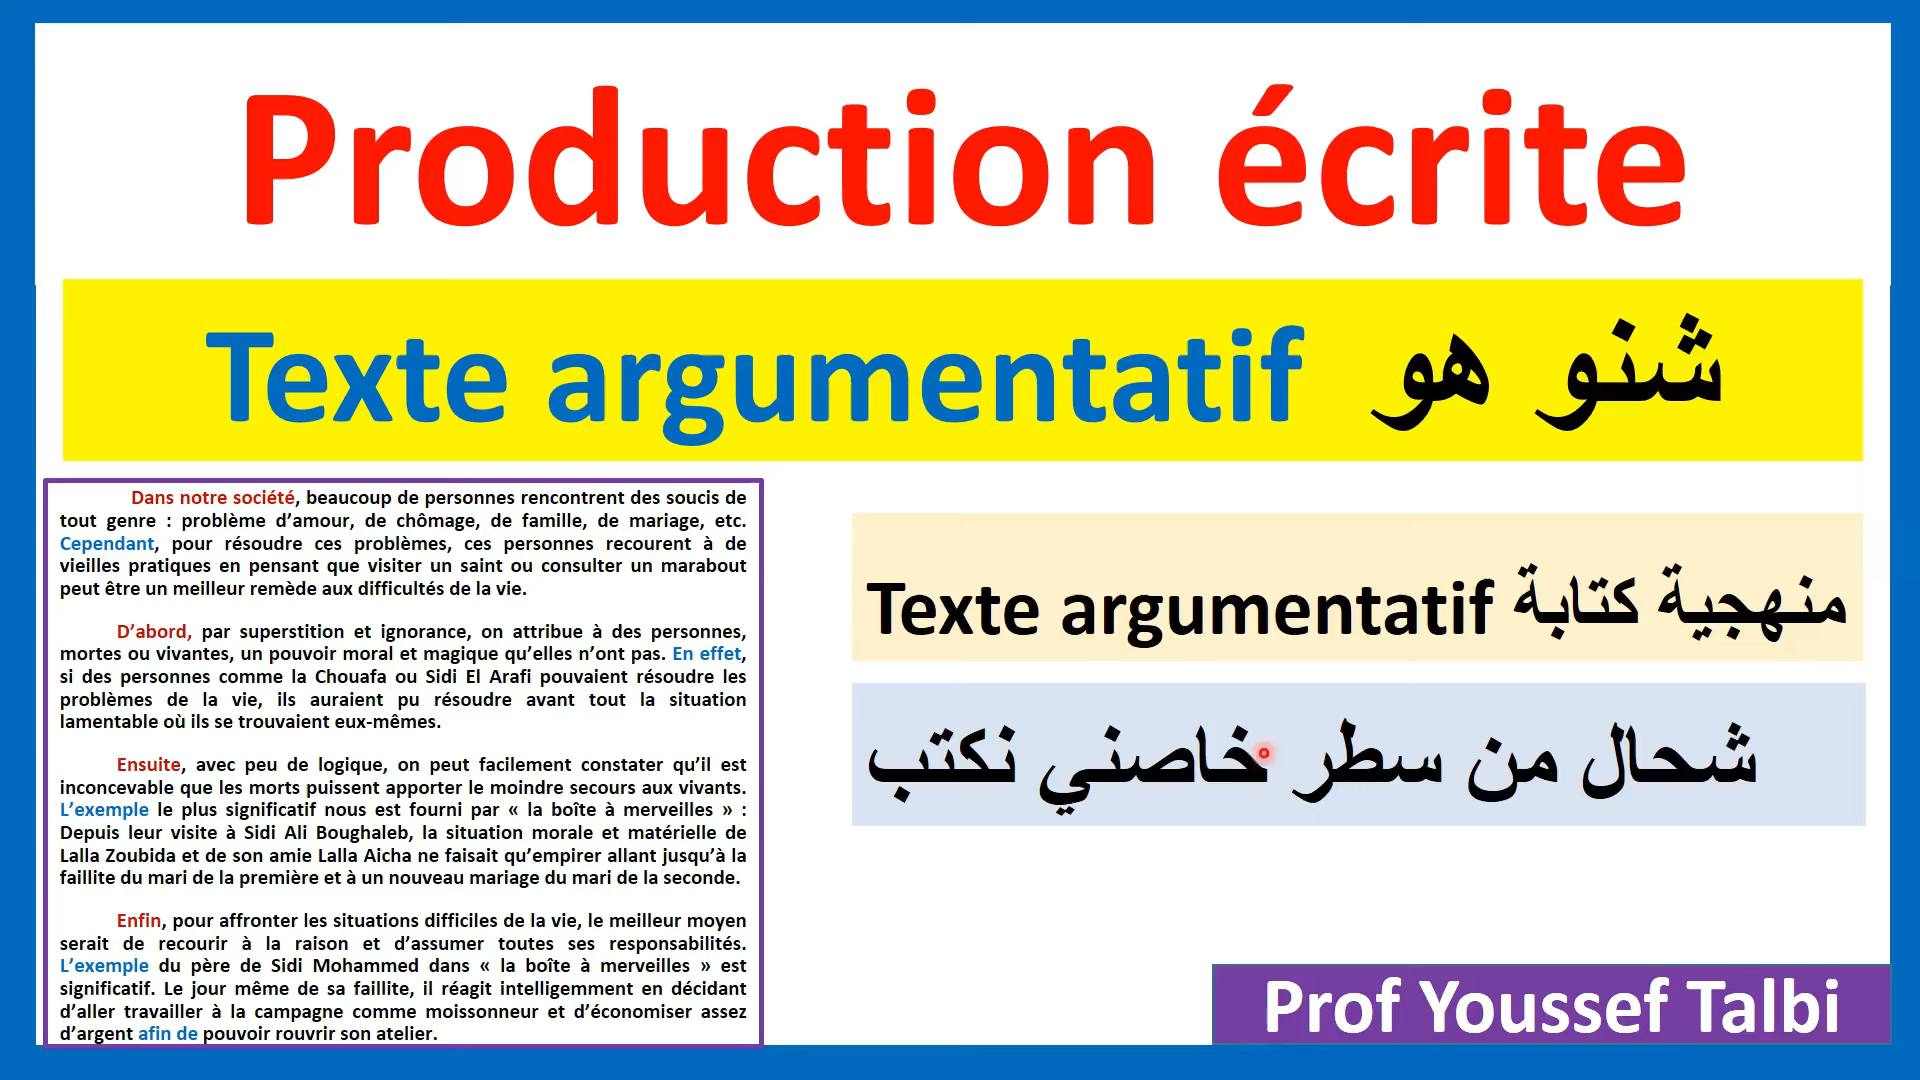 Production écrite
شنو هو Texte argumentatif
Dans notre société, beaucoup de personnes rencontrent des soucis de
tout genre : problème d’amour, de chômage, de famille, de mariage, etc.
Cependant, pour résoudre ces problèmes, ces personnes recourent à de
vieilles pratiques en pensant que visiter un saint ou consulter un marabout
peut être un meilleur remède aux difficultés de la vie.
D’abord, par superstition et ignorance, on attribue à des personnes,
mortes ou vivantes, un pouvoir moral et magique qu’elles n’ont pas. En effet,
si des personnes comme la Chouafa ou Sidi El Arafi pouvaient résoudre les
problèmes de la vie, ils auraient pu résoudre avant tout la situation
lamentable où ils se trouvaient eux-mêmes.
Ensuite, avec peu de logique, on peut facilement constater qu’il est
inconcevable que les morts puissent apporter le moindre secours aux vivants.
L’exemple le plus significatif nous est fourni par « la boîte à merveilles » :
Depuis leur visite à Sidi Ali Boughaleb, la situation morale et matérielle de
Lalla Zoubida et de son amie Lalla Aicha ne faisait qu’empirer allant jusqu’à la
faillite du mari de la première et à un nouveau mariage du mari de la seconde.
Enfin, pour affronter les situations difficiles de la vie, le meilleur moyen
serait de recourir à la raison et d’assumer toutes ses responsabilités.
L’exemple du père de Sidi Mohammed dans « la boîte à merveilles » est
significatif. Le jour même de sa faillite, il réagit intelligemment en décidant
d’aller travailler à la campagne comme moissonneur et d’économiser assez
d’argent afin de pouvoir rouvrir son atelier.
منهجية كتابة Texte argumentatif
شحال من سطر خاصني نكتب
Prof Youssef Talbi